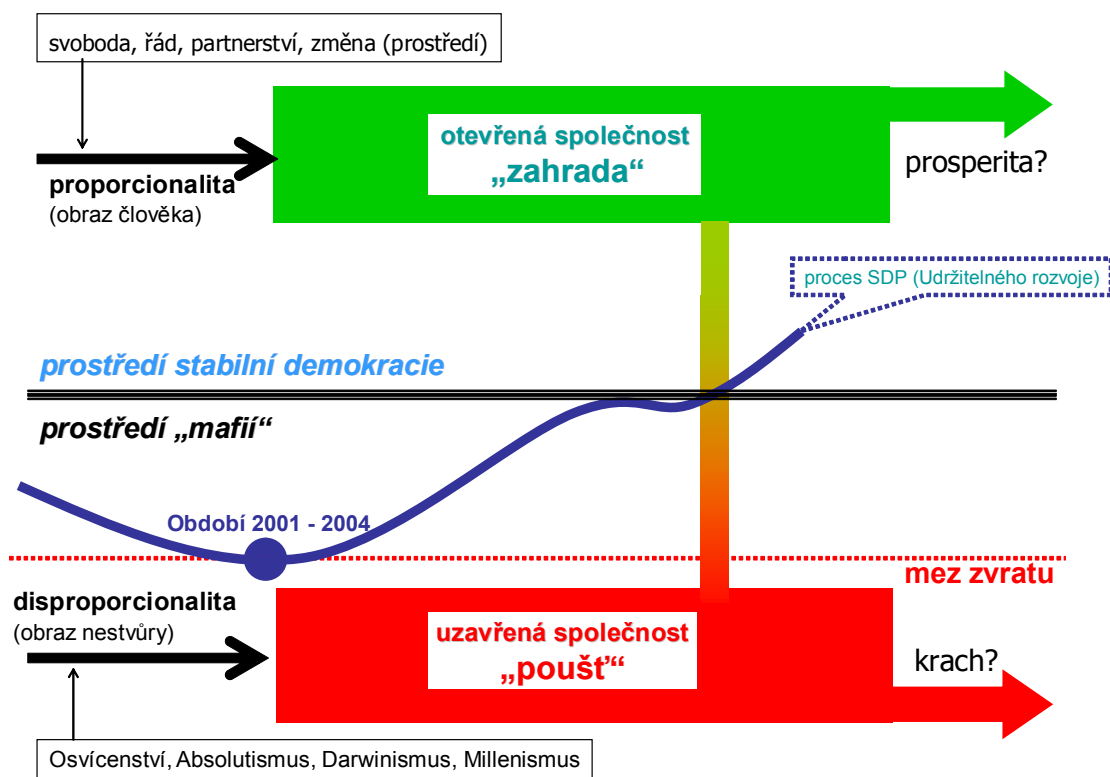 svoboda, řád, partnerství, změna (prostředí)
otevřená společnost
„zahrada“
prosperita?
proporcionalita
(obraz člověka)
proces SDP (Udržitelného rozvoje)
prostředí stabilní demokracie
prostředí „mafií“
Období 2001 - 2004
mez zvratu
disproporcionalita
(obraz nestvůry)
uzavřená společnost
„poušť“
krach?
Osvícenství, Absolutismus, Darwinismus, Millenismus